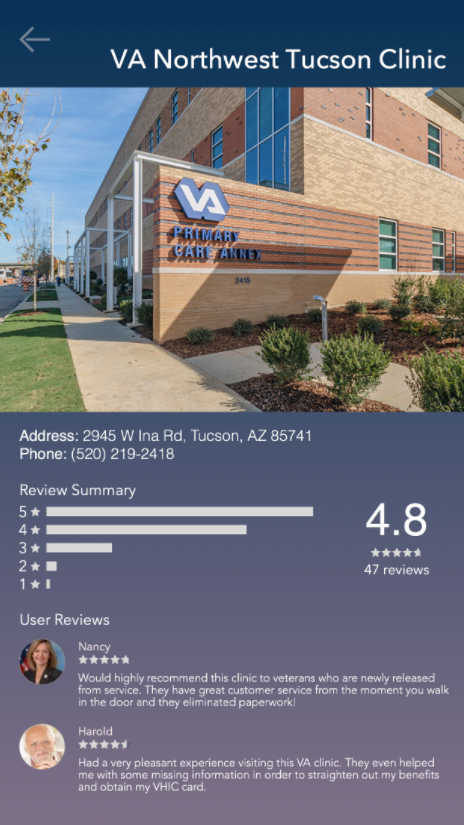 VA Northwest Tucson Clinic
VA
PRIMARY
CARE ANNEX
2415
Address: 2945 W Ina Rd, Tucson, AZ 85741
Phone: (520) 219-2418
Review Summary
5
4
3
2
1
4.8
47 reviews
User Reviews
Nancy
Would highly recommend this clinic to veterans who are newly released
from service. They have great customer service from the moment you walk
in the door and they eliminated paperwork!
Harold
Had a very pleasant experience visiting this VA clinic. They even helped
me with some missing information in order to straighten out my benefits
and obtain my VHIC card.